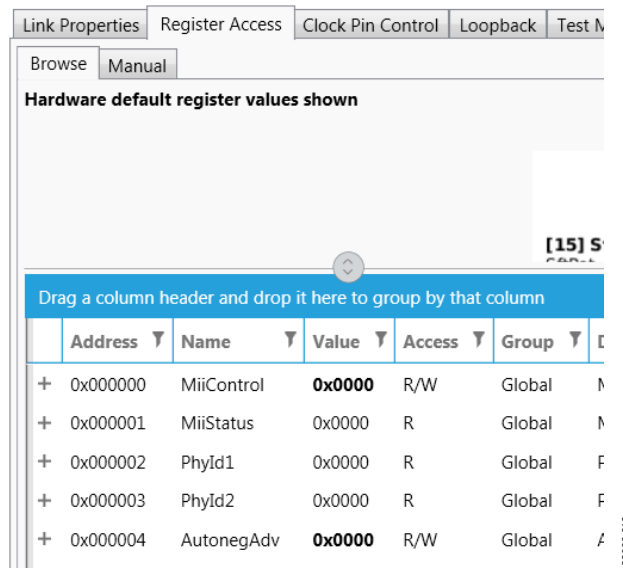 Link Properties Register Access Clock Pin Control Loopback Test
Browse Manual
Hardware default register values shown
[15]
Drag a column header and drop it here to group by that column
Address Name Value Access Group
0x000000 MiiControl 0x0000 R/W Global
0x000001 MiiStatus 0x0000 R Global
0x000002 PhyId1 0x0000 R Global
0x000003 PhyId2 0x0000 R Global
0x000004 AutonegAdv 0x0000 R/W Global